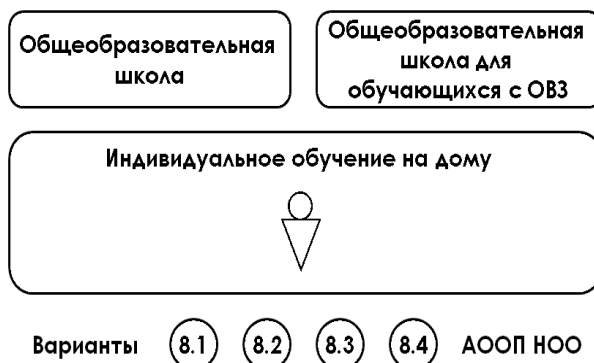 Общеобразовательная
школа
Общеобразовательная
школа для
обучающихся с ОВЗ
Индивидуальное обучение на дому
Варианты 8.1 8.2 8.3 8.4 АООП НОО